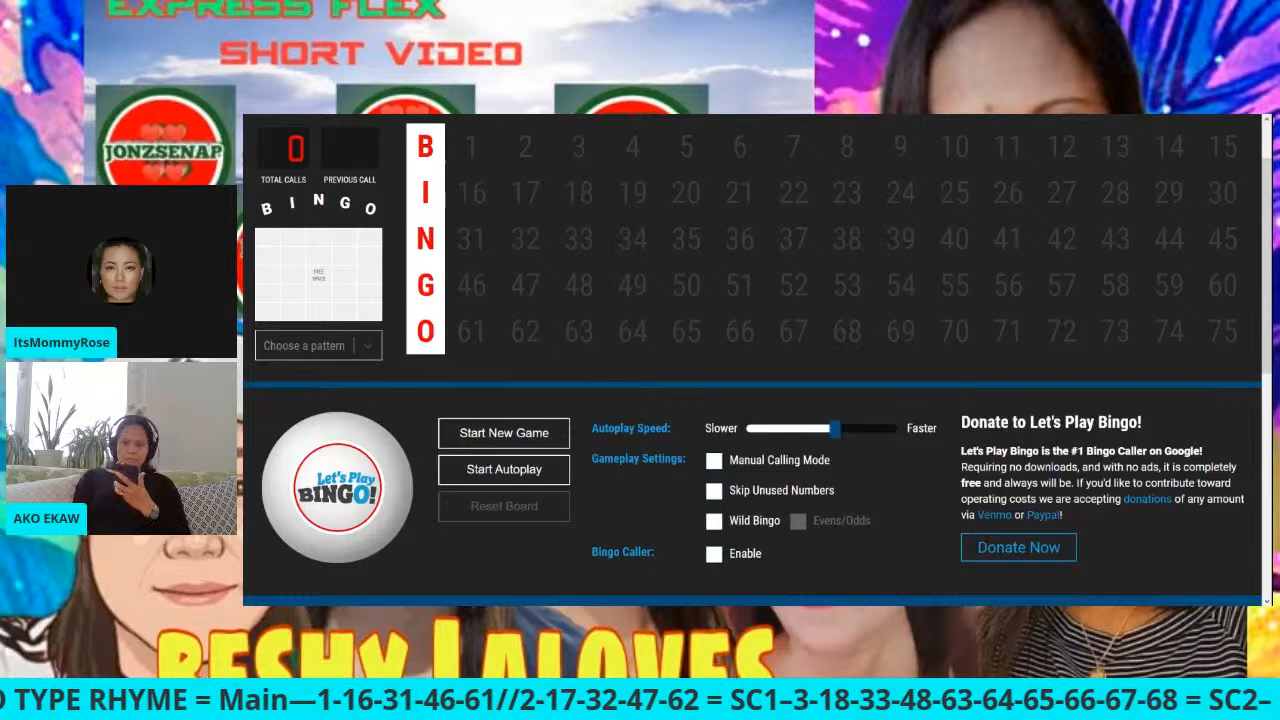 EXPRESS FLEX
SHORT VIDEO
JONZSENAP
0
TOTAL CALLS
PREVIOUS CALL
B I N G O
FREE SPACE
Choose a pattern
B 1 2 3 4 5 6 7 8 9 10 11 12 13 14 15
I 16 17 18 19 20 21 22 23 24 25 26 27 28 29 30
N 31 32 33 34 35 36 37 38 39 40 41 42 43 44 45
G 46 47 48 49 50 51 52 53 54 55 56 57 58 59 60
O 61 62 63 64 65 66 67 68 69 70 71 72 73 74 75
ItsMommyRose
AKO EKAW
Let's Play
BINGO!
Start New Game
Start Autoplay
Reset Board
Autoplay Speed: Slower Faster
Gameplay Settings: Manual Calling Mode
Skip Unused Numbers
Wild Bingo Evens/Odds
Bingo Caller: Enable
Donate to Let's Play Bingo!
Let's Play Bingo is the #1 Bingo Caller on Google!
Requiring no downloads, and with no ads, it is completely
free and always will be. If you'd like to contribute toward
operating costs we are accepting donations of any amount
via Venmo or Paypal!
Donate Now
BESHY LALOVES
O TYPE RHYME = Main—1-16-31-46-61//2-17-32-47-62 = SC1–3-18-33-48-63-64-65-66-67-68 = SC2–